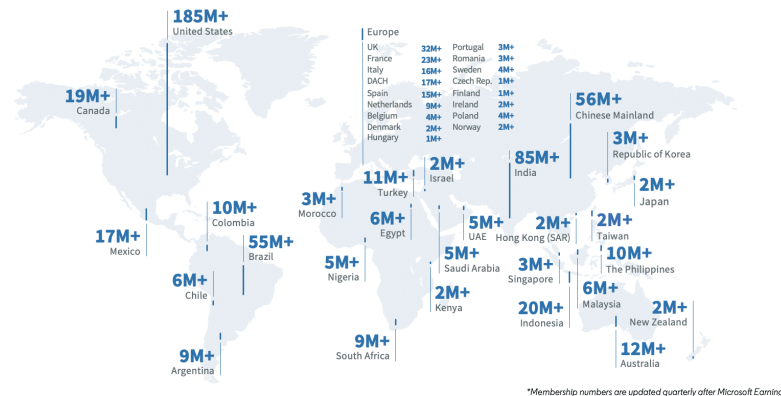 185M+
United States
19M+
Canada
Europe
UK 32M+ Portugal 3M+
France 23M+ Romania 3M+
Italy 16M+ Sweden 4M+
DACH 17M+ Czech Rep. 1M+
Spain 15M+ Finland 1M+
Netherlands 9M+ Ireland 2M+
Belgium 4M+ Poland 4M+
Denmark 2M+ Norway 2M+
Hungary 1M+
56M+
Chinese Mainland
3M+
Republic of Korea
85M+
India
2M+
Israel
11M+
Turkey
2M+
Japan
3M+
Morocco
10M+
Colombia
17M+
Mexico
6M+
Egypt
5M+
UAE
2M+
Hong Kong (SAR)
2M+
Taiwan
55M+
Brazil
5M+
Nigeria
5M+
Saudi Arabia
3M+
Singapore
10M+
The Philippines
6M+
Chile
2M+
Kenya
6M+
Malaysia
20M+
Indonesia
2M+
New Zealand
9M+
Argentina
9M+
South Africa
12M+
Australia
*Membership numbers are updated quarterly after Microsoft Earning